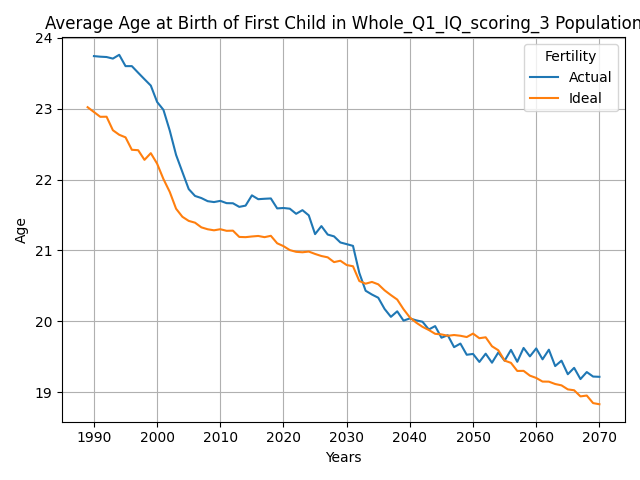 Average Age at Birth of First Child in Whole_Q1_IQ_scoring_3 Population
Fertility
Actual
Ideal
Age
24
23
22
21
20
19
1990 2000 2010 2020 2030 2040 2050 2060 2070
Years